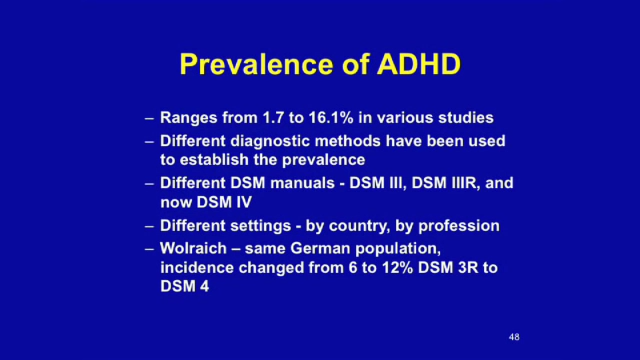 Prevalence of ADHD
– Ranges from 1.7 to 16.1% in various studies
– Different diagnostic methods have been used
to establish the prevalence
– Different DSM manuals - DSM III, DSM IIIR, and
now DSM IV
– Different settings - by country, by profession
– Wolraich – same German population,
incidence changed from 6 to 12% DSM 3R to
DSM 4
48